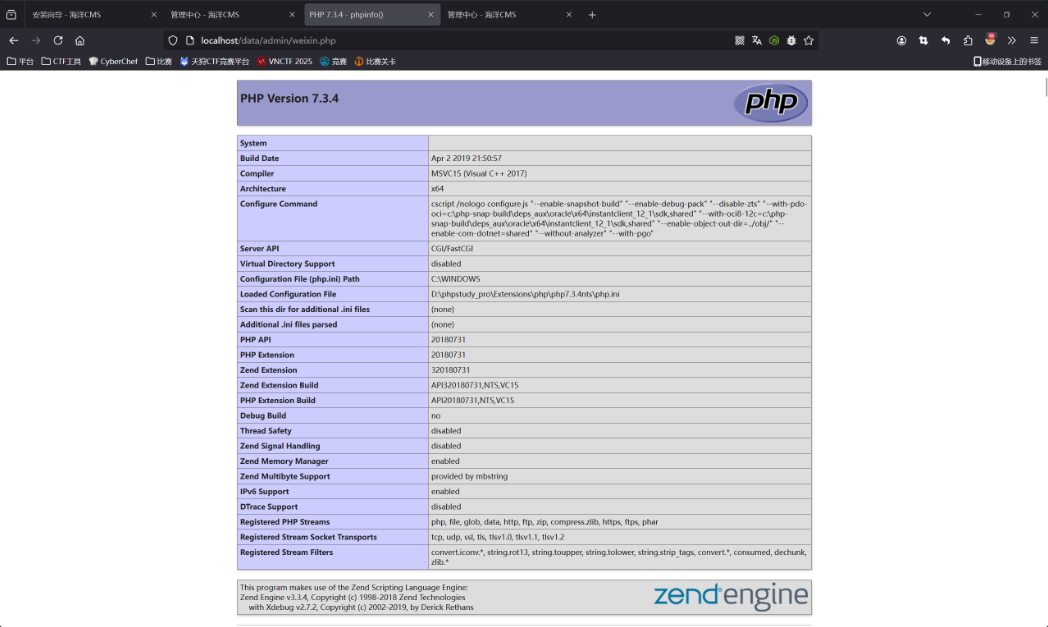 安装向导 - 海洋CMS
管理中心 - 海洋CMS
PHP 7.3.4 - phpinfo()
管理中心 - 海洋CMS
localhost/data/admin/weixin.php
平台 CTF工具 CyberChef 比赛 天狩CTF竞赛平台 VNCTF 2025 竞赛 比赛关卡 移动设备上的书签
PHP Version 7.3.4
php
System
Build Date Apr 2 2019 21:50:57
Compiler MSVC15 (Visual C++ 2017)
Architecture x64
Configure Command cscript /nologo configure.js "--enable-snapshot-build" "--enable-debug-pack" "--disable-zts" "--with-pdo-
oci=c:\php-snap-build\deps_aux\oracle\x64\instantclient_12_1\sdk,shared" "--with-oci8-12c=c:\php-
snap-build\deps_aux\oracle\x64\instantclient_12_1\sdk,shared" "--enable-object-out-dir=../obj/" "--
enable-com-dotnet=shared" "--without-analyzer" "--with-pgo"
Server API CGI/FastCGI
Virtual Directory Support disabled
Configuration File (php.ini) Path C:\WINDOWS
Loaded Configuration File D:\phpstudy_pro\Extensions\php\php7.3.4nts\php.ini
Scan this dir for additional .ini files (none)
Additional .ini files parsed (none)
PHP API 20180731
PHP Extension 20180731
Zend Extension 320180731
Zend Extension Build API320180731,NTS,VC15
PHP Extension Build API20180731,NTS,VC15
Debug Build no
Thread Safety disabled
Zend Signal Handling disabled
Zend Memory Manager enabled
Zend Multibyte Support provided by mbstring
IPv6 Support enabled
DTrace Support disabled
Registered PHP Streams php, file, glob, data, http, ftp, zip, compress.zlib, https, ftps, phar
Registered Stream Socket Transports tcp, udp, ssl, tls, tlsv1.0, tlsv1.1, tlsv1.2
Registered Stream Filters convert.iconv.*, string.rot13, string.toupper, string.tolower, string.strip_tags, convert.*, consumed, dechunk,
zlib.*
This program makes use of the Zend Scripting Language Engine:
Zend Engine v3.3.4, Copyright (c) 1998-2018 Zend Technologies
with Xdebug v2.7.2, Copyright (c) 2002-2019, by Derick Rethans
zend engine